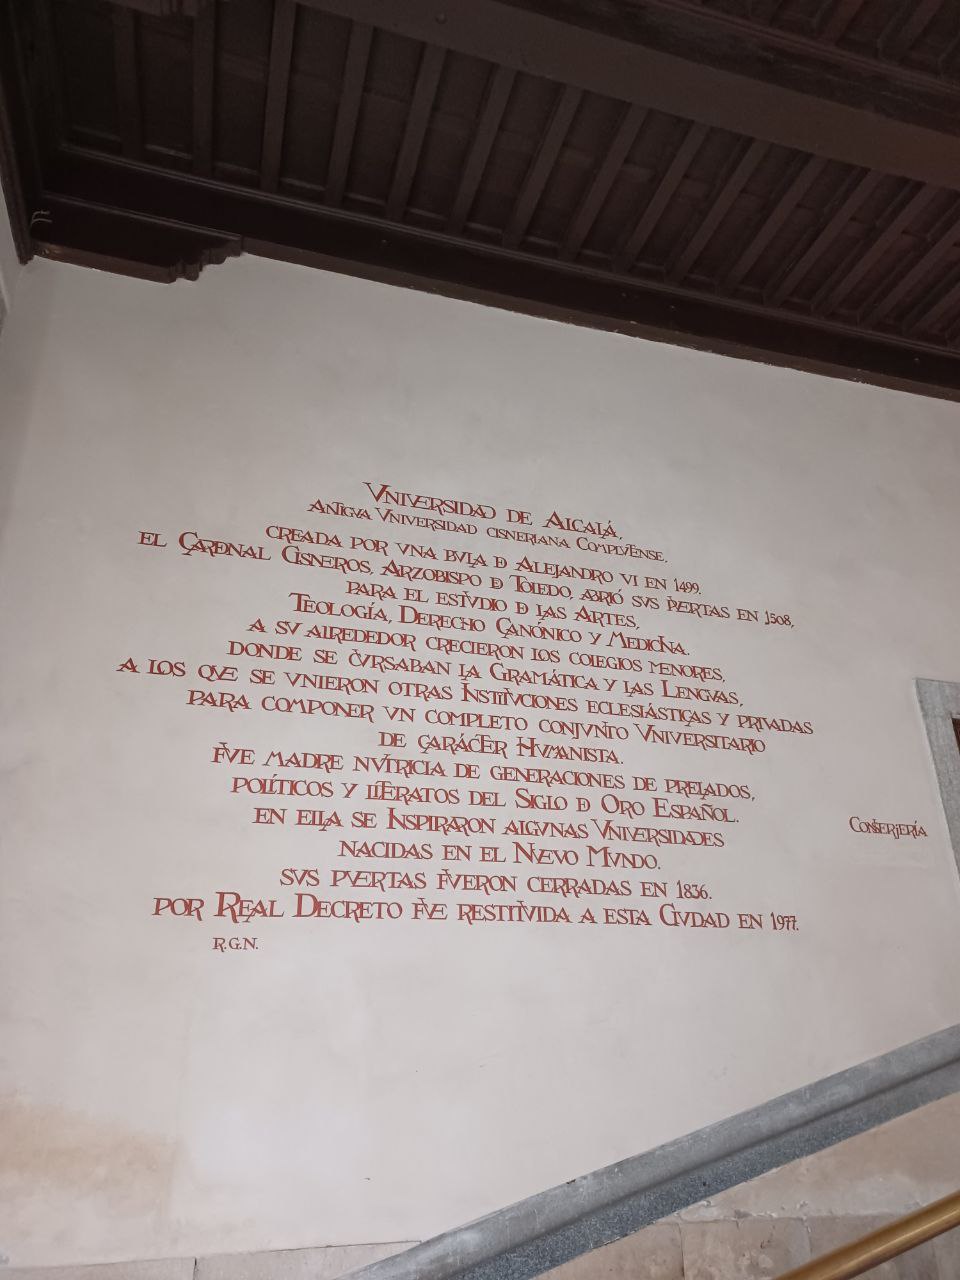 VNIVERSIDAD DE ALCALÁ,
ANTIGVA VNIVERSIDAD CISNERIANA COMPLVTENSE,
CREADA POR VNA BVLA DE ALEJANDRO VI EN 1499.
EL CARDENAL CISNEROS, ARZOBISPO DE TOLEDO, ABRIÓ SVS PVERTAS EN 1508,
PARA EL ESTVDIO DE LAS ARTES,
TEOLOGÍA, DERECHO CANÓNICO Y MEDICINA.
A SV ALREDEDOR CRECIERON LOS COLEGIOS MENORES,
DONDE SE CVRSABAN LA GRAMÁTICA Y LAS LENGVAS,
A LOS QVE SE VNIERON OTRAS INSTITVCIONES ECLESIÁSTICAS Y PRIVADAS
PARA COMPONER VN COMPLETO CONJVNTO VNIVERSITARIO
DE CARÁCTER HVMANISTA.
FVE MADRE NVTRICIA DE GENERACIONES DE PRELADOS,
POLÍTICOS Y LITERATOS DEL SIGLO DE ORO ESPAÑOL.
EN ELLA SE INSPIRARON ALGVNAS VNIVERSIDADES
NACIDAS EN EL NVEVO MVNDO.
SVS PVERTAS FVERON CERRADAS EN 1836.
POR REAL DECRETO FVE RESTITVIDA A ESTA CIVDAD EN 1977.
R.G.N.
CONSERJERÍA